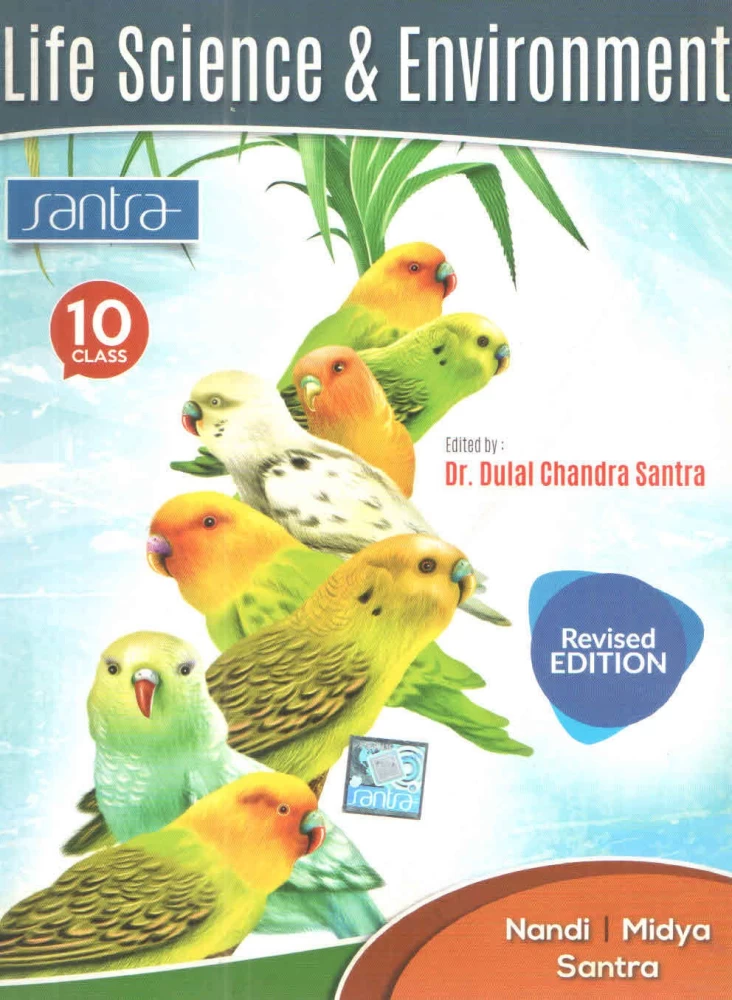 Life Science & Environment
santra
10
CLASS
Edited by :
Dr. Dulal Chandra Santra
Revised
EDITION
santra
Nandi | Midya
Santra